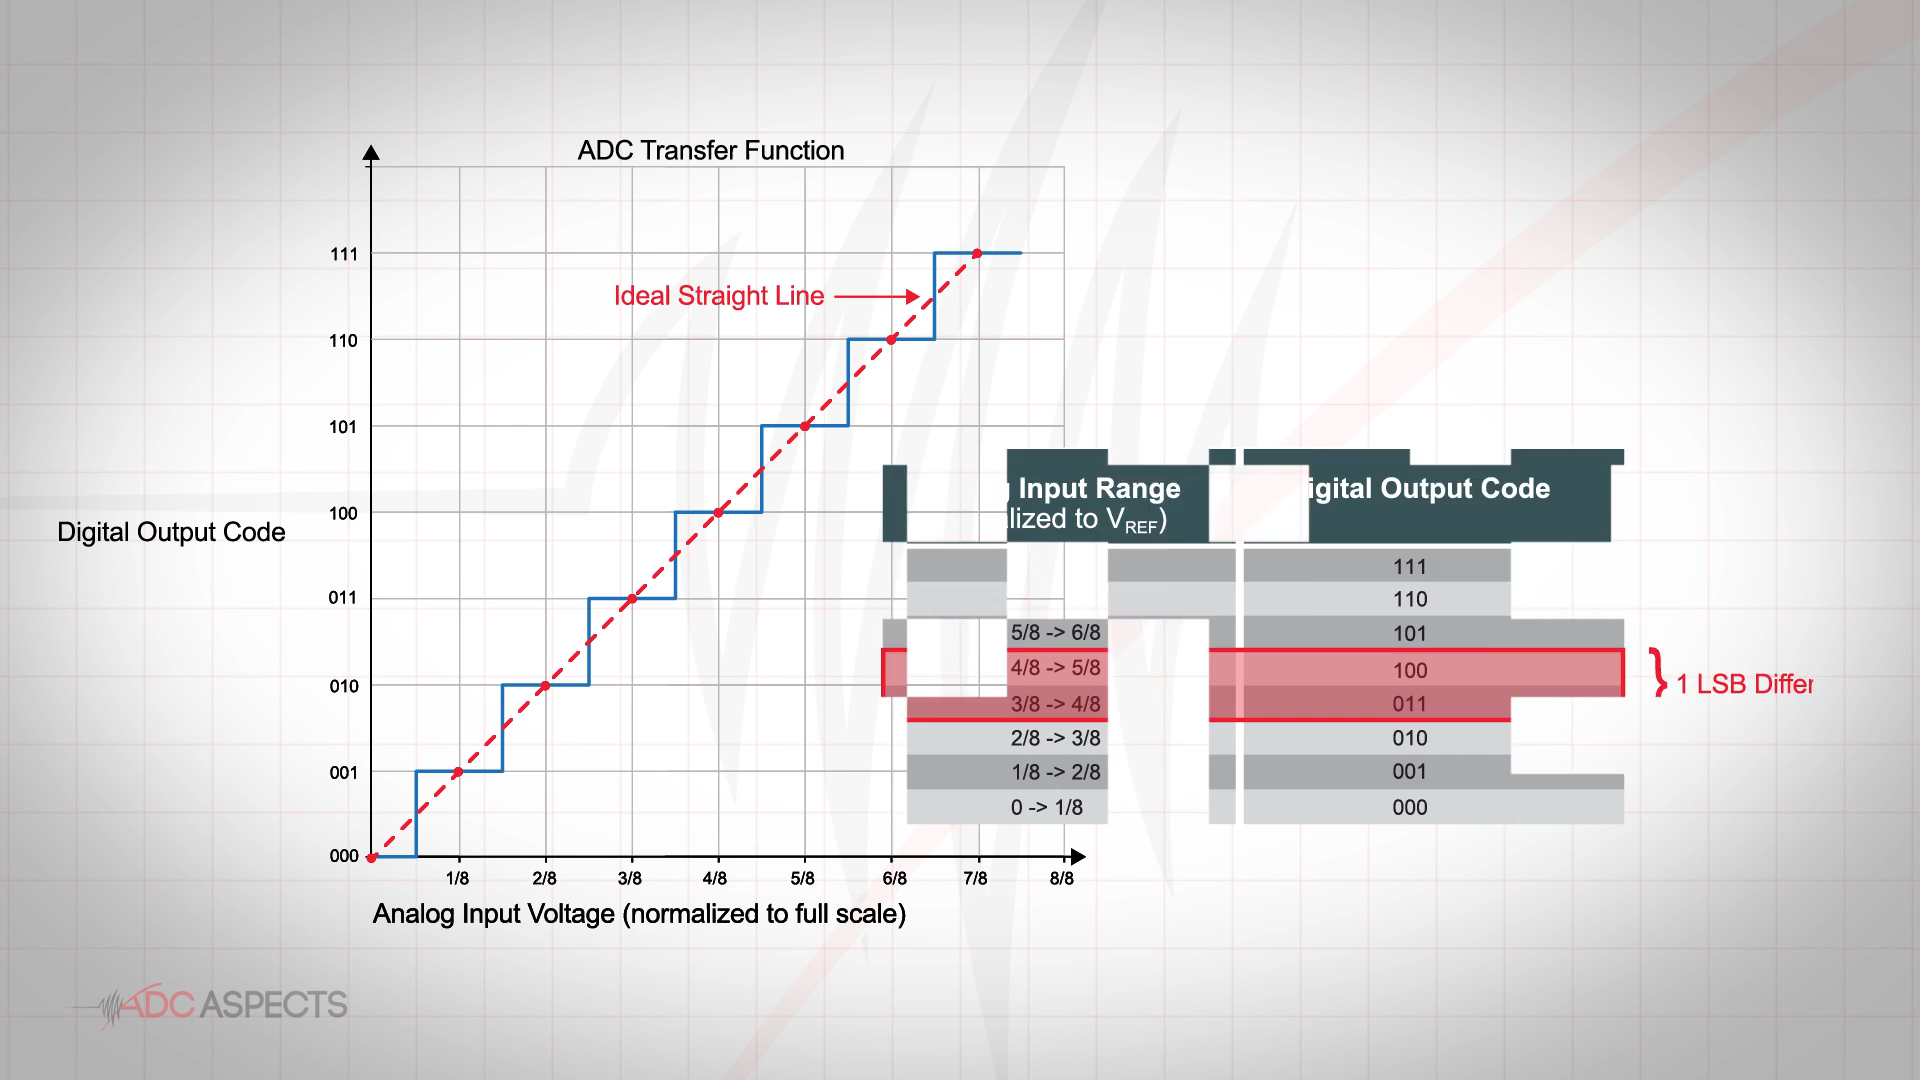 ADC Transfer Function
111
Ideal Straight Line
110
101
100
Digital Output Code
011
010
001
000
1/8 2/8 3/8 4/8 5/8 6/8 7/8 8/8
Analog Input Voltage (normalized to full scale)
Input Range
to VREF)
Output Code
111
110
5/8 -> 6/8 101
4/8 -> 5/8 100
3/8 -> 4/8 011
2/8 -> 3/8 010
1/8 -> 2/8 001
0 -> 1/8 000
1 LSB
ADC ASPECTS